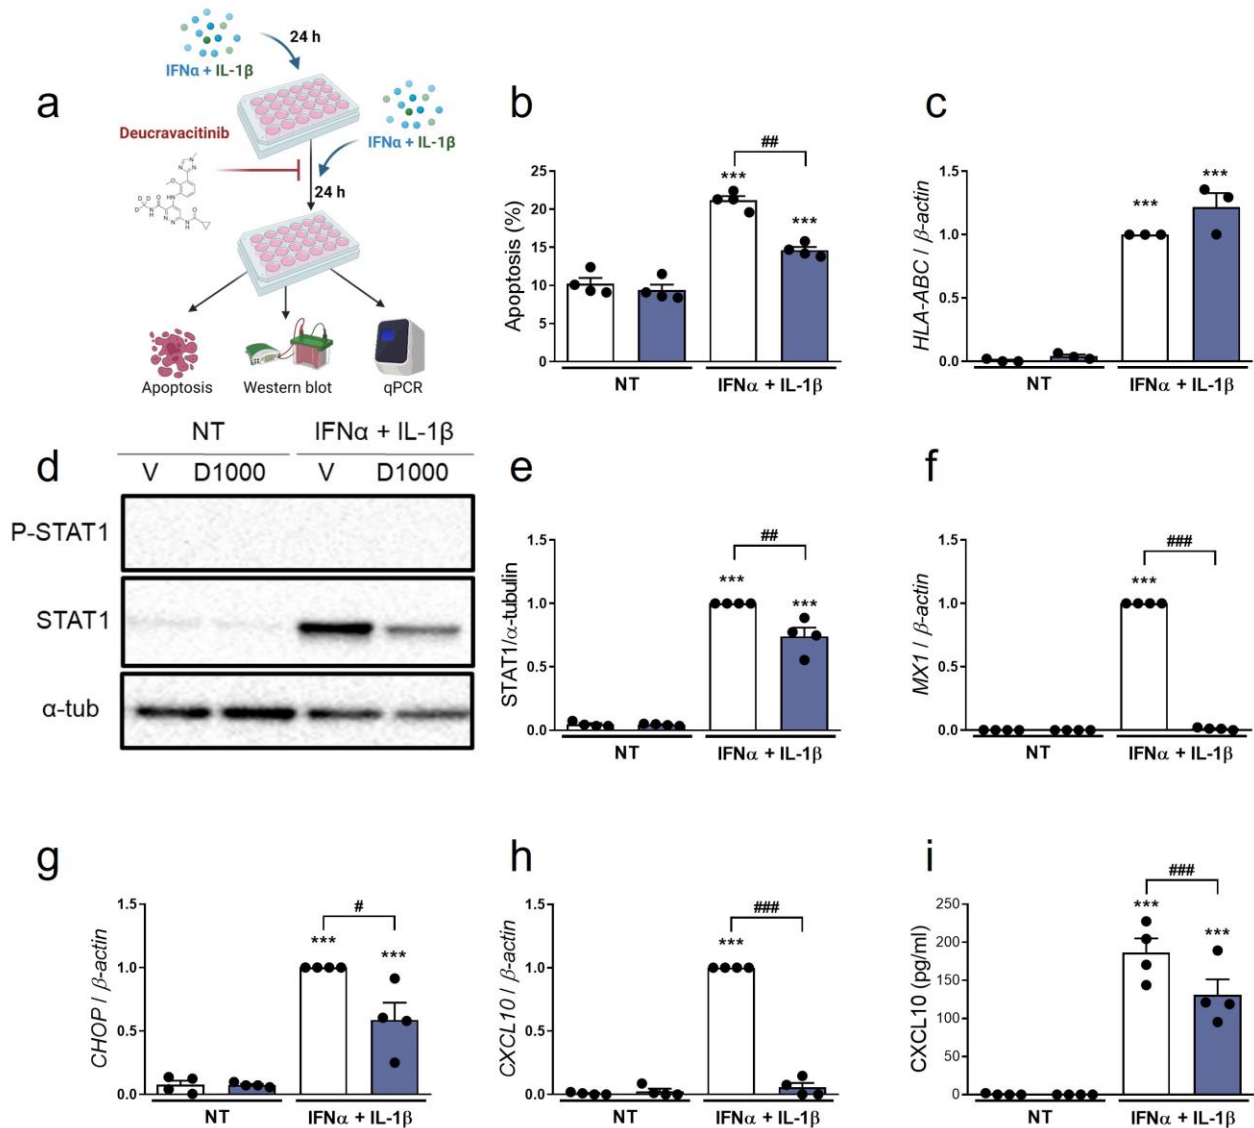 a
24 h
IFNα + IL-1β
IFNα + IL-1β
Deucravacitinib
24 h
Apoptosis
Western blot
qPCR
b
Apoptosis (%)
25
20
15
10
5
0
***
##
***
NT
IFNα + IL-1β
c
HLA-ABC / β-actin
1.5
1.0
0.5
0.0
***
***
NT
IFNα + IL-1β
d
NT
IFNα + IL-1β
V
D1000
V
D1000
P-STAT1
STAT1
α-tub
e
STAT1/α-tubulin
1.5
1.0
0.5
0.0
##
***
***
NT
IFNα + IL-1β
f
MX1 / β-actin
1.5
1.0
0.5
0.0
###
***
NT
IFNα + IL-1β
g
CHOP / β-actin
1.5
1.0
0.5
0.0
#
***
***
NT
IFNα + IL-1β
h
CXCL10 / β-actin
1.5
1.0
0.5
0.0
###
***
NT
IFNα + IL-1β
i
CXCL10 (pg/ml)
250
200
150
100
50
0
###
***
***
NT
IFNα + IL-1β